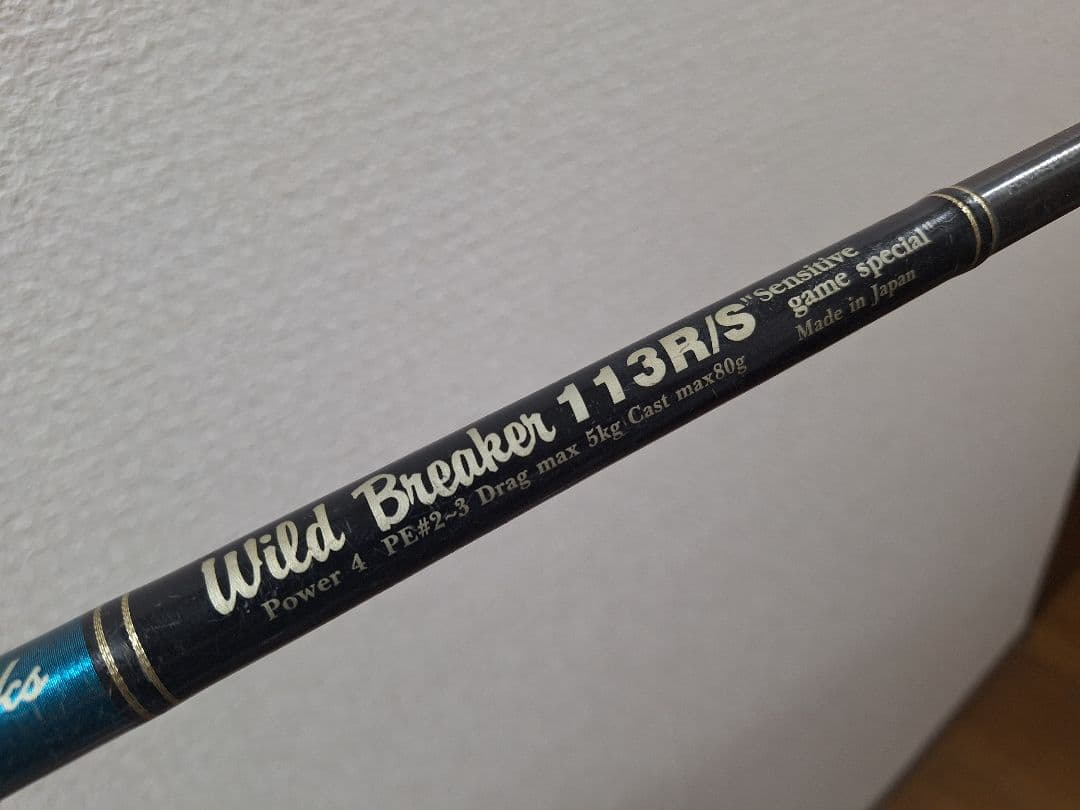 Wild Breaker 113R/S "Sensitive
game special"
Power 4 PE#2~3 Drag max 5kg Cast max80g
Made in Japan